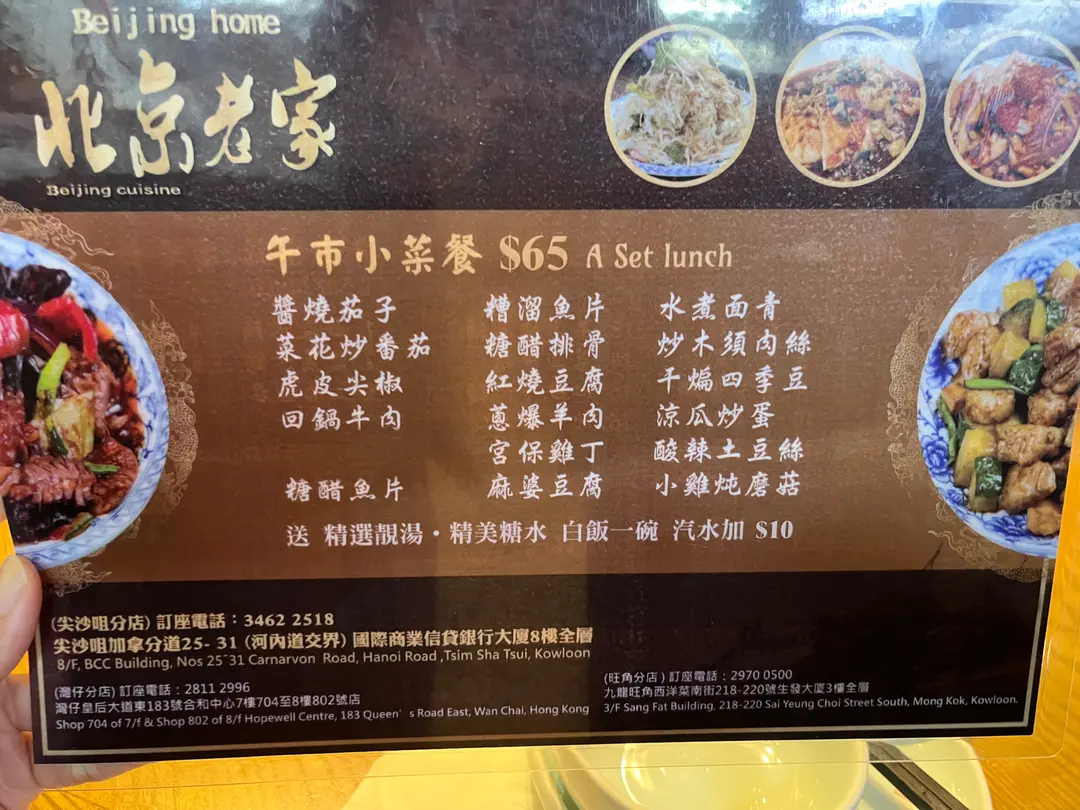 Beijing home
北京老家
Beijing cuisine
午市小菜餐 $65 A Set lunch
醬燒茄子 糟溜魚片 水煮面青
菜花炒番茄 糖醋排骨 炒木須肉絲
虎皮尖椒 紅燒豆腐 干煸四季豆
回鍋牛肉 蔥爆羊肉 涼瓜炒蛋
宮保雞丁 酸辣土豆絲
糖醋魚片 麻婆豆腐 小雞炖磨菇
送 精選靚湯・精美糖水 白飯一碗 汽水加 $10
(尖沙咀分店) 訂座電話：3462 2518
尖沙咀加拿分道25- 31 (河內道交界) 國際商業信貸銀行大廈8樓全層
8/F, BCC Building, Nos 25~31 Carnarvon Road, Hanoi Road ,Tsim Sha Tsui, Kowloon
(灣仔分店) 訂座電話：2811 2996
灣仔皇后大道東183號合和中心7樓704至8樓802號店
Shop 704 of 7/f & Shop 802 of 8/f Hopewell Centre, 183 Queen's Road East, Wan Chai, Hong Kong
(旺角分店) 訂座電話：2970 0500
九龍旺角西洋菜南街218-220號生發大廈3樓全層
3/F Sang Fat Building, 218-220 Sai Yeung Choi Street South, Mong Kok, Kowloon.